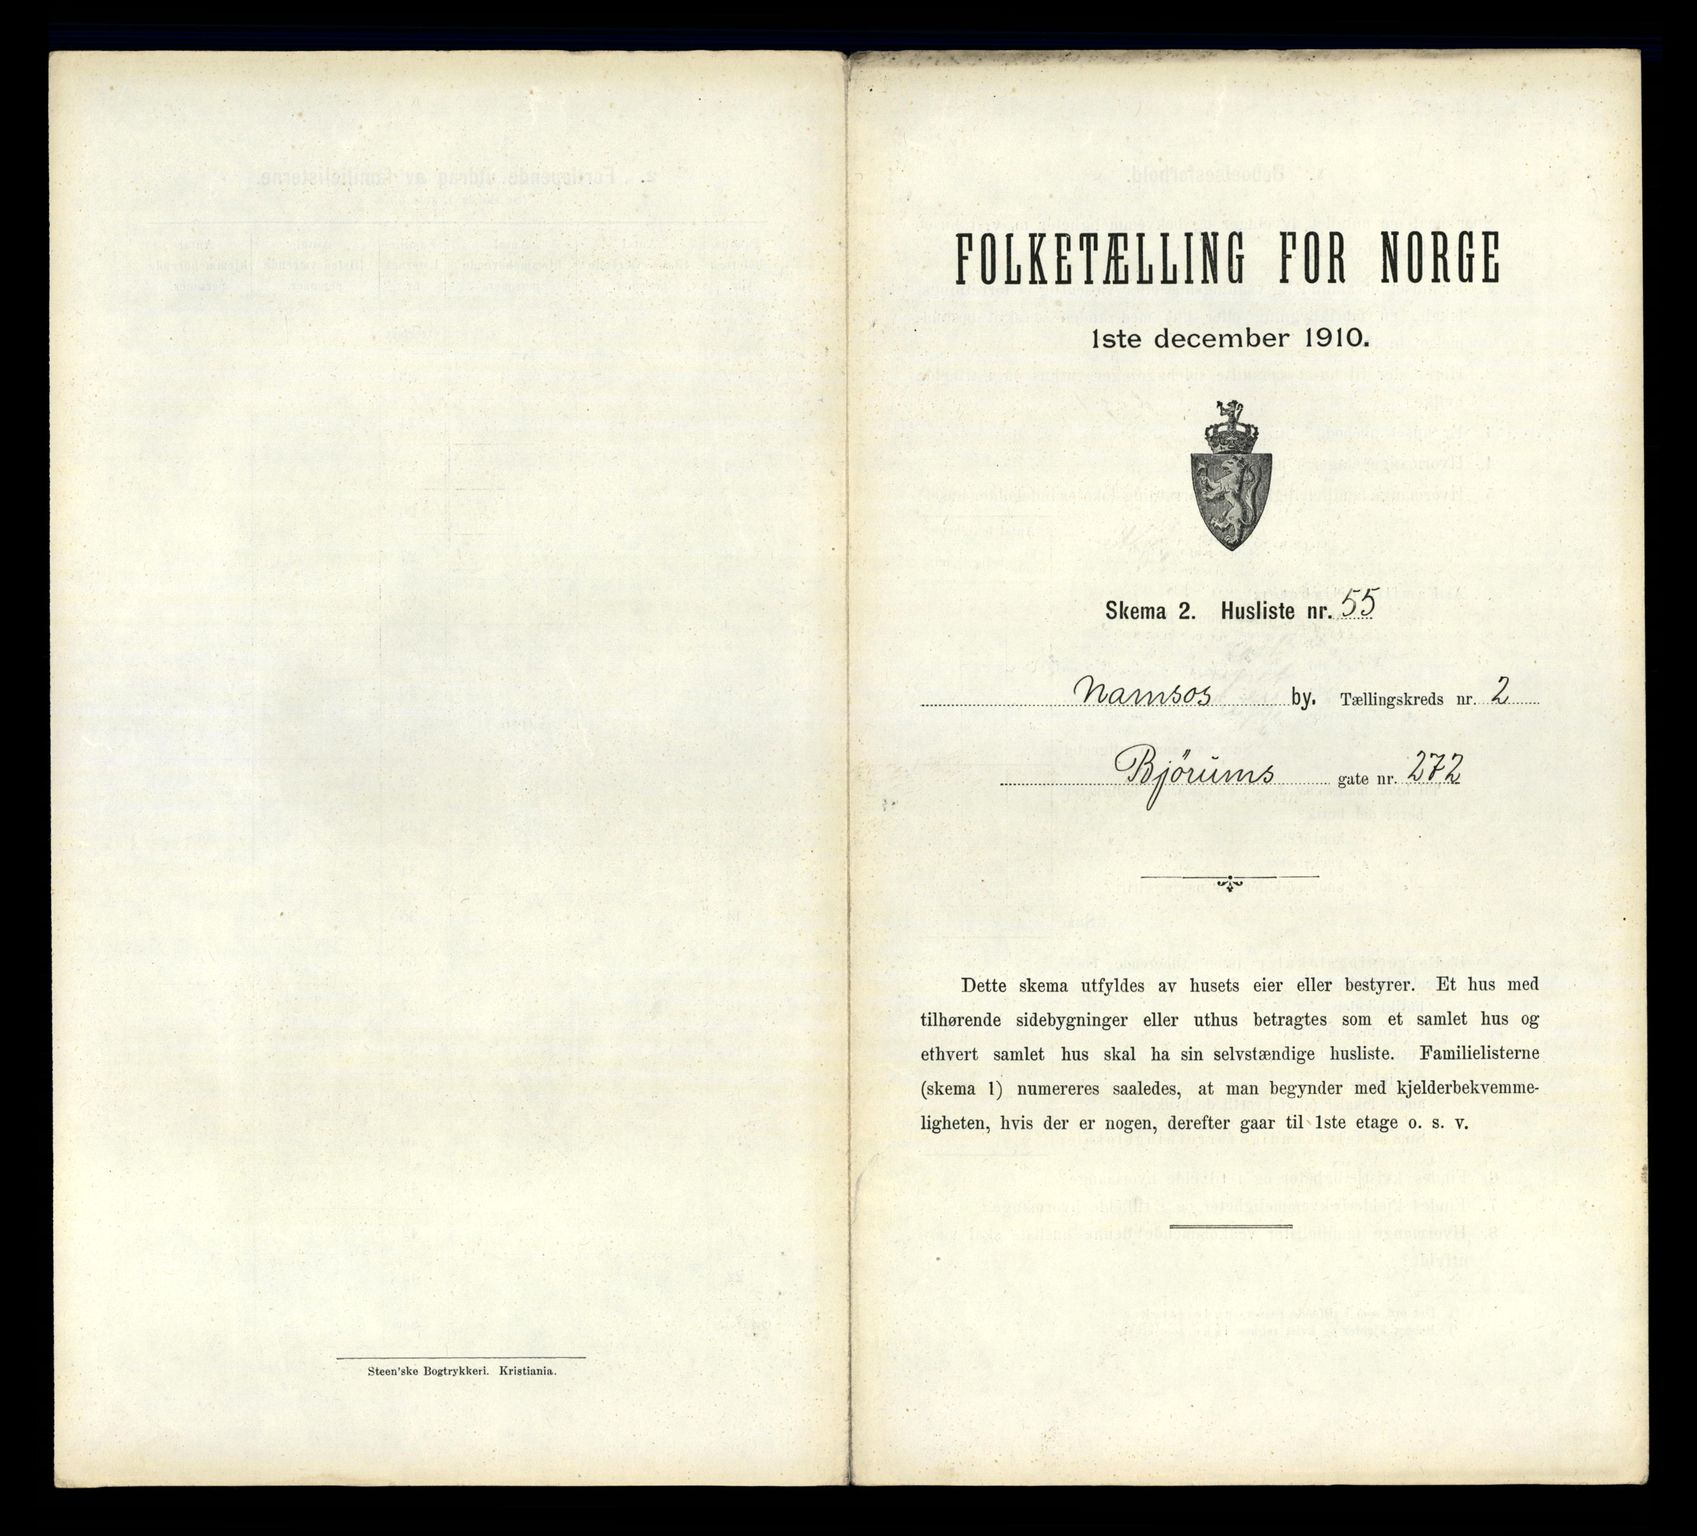 Steen'ske Bogtrykkeri. Kristiania.
FOLKETÆLLING FOR NORGE
1ste december 1910.
Skema 2. Husliste nr. 55
Namsos by. Tællingskreds nr. 2
Bjørums gate nr. 272
Dette skema utfyldes av husets eier eller bestyrer. Et hus med
tilhørende sidebygninger eller uthus betragtes som et samlet hus og
ethvert samlet hus skal ha sin selvstændige husliste. Familielisterne
(skema 1) numereres saaledes, at man begynder med kjelderbekvemme-
ligheten, hvis der er nogen, derefter gaar til 1ste etage o. s. v.